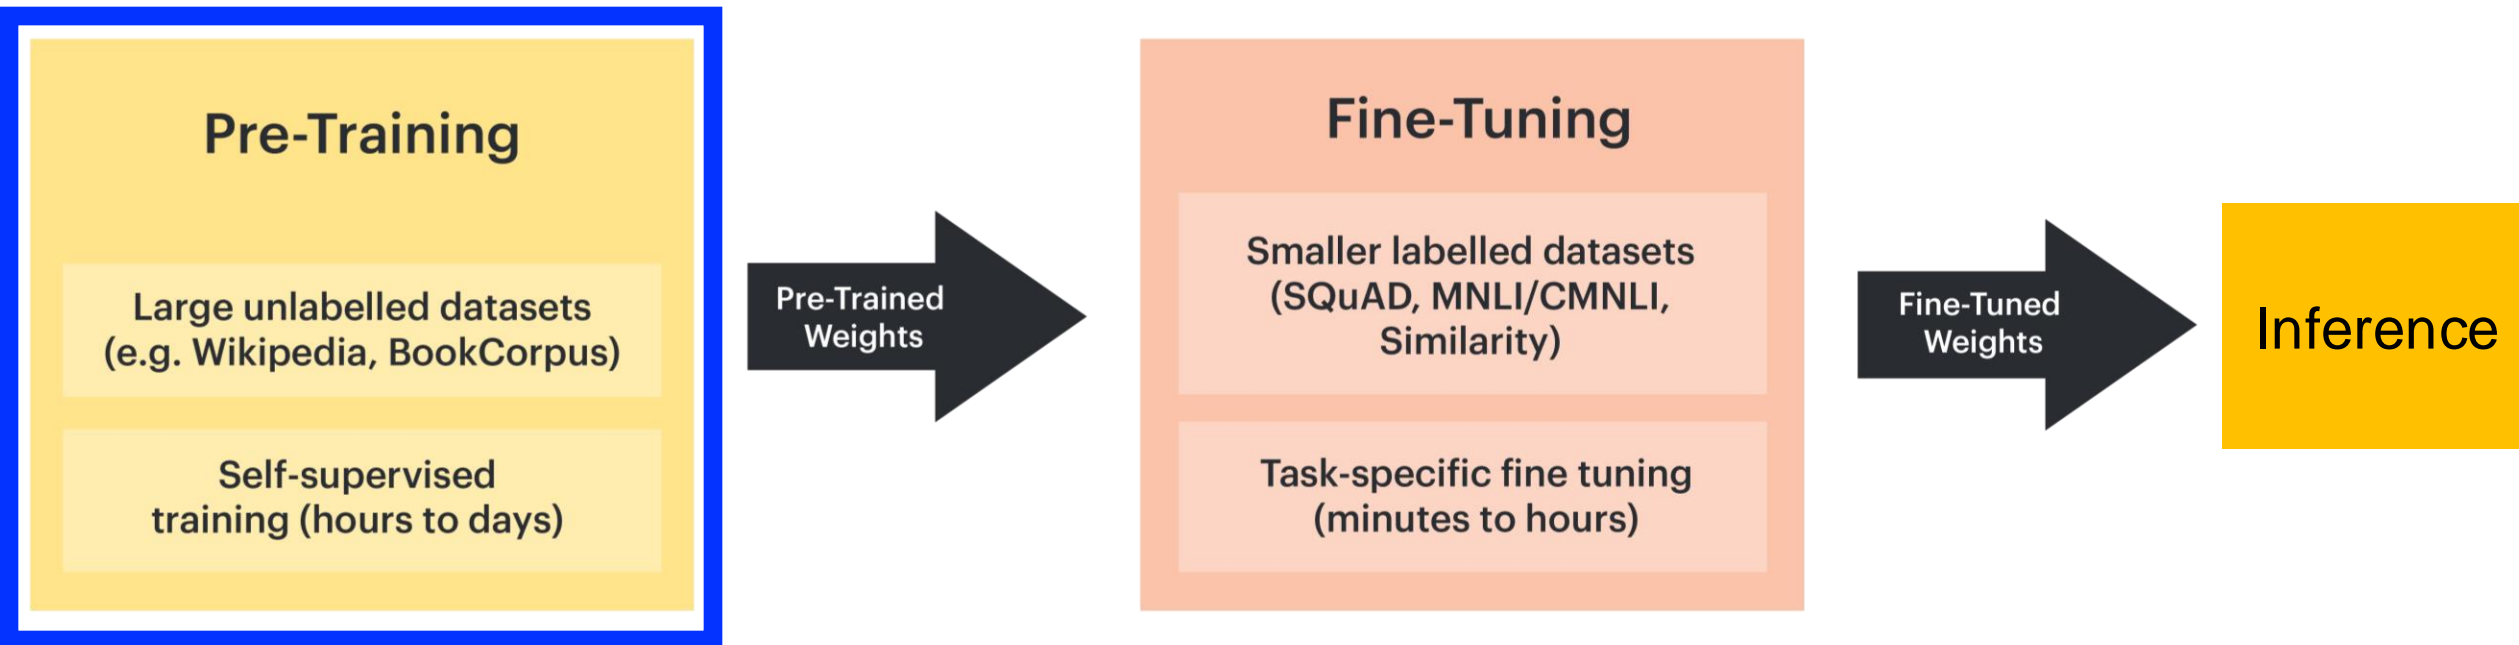 Pre-Training
Large unlabelled datasets
(e.g. Wikipedia, BookCorpus)
Self-supervised
training (hours to days)
Pre-Trained
Weights
Fine-Tuning
Smaller labelled datasets
(SQuAD, MNLI/CMNLI,
Similarity)
Task-specific fine tuning
(minutes to hours)
Fine-Tuned
Weights
Inference